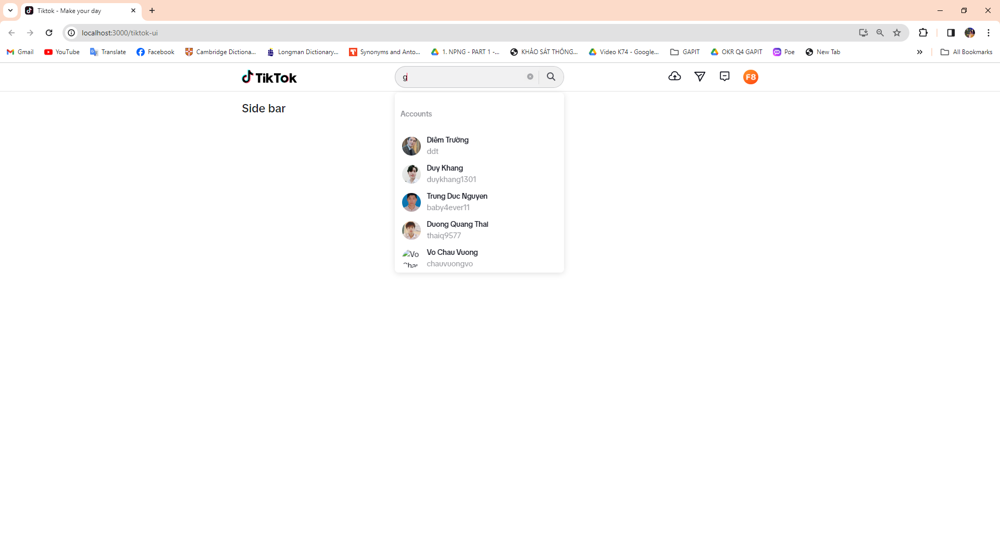 Tiktok - Make your day
localhost:3000/tiktok-ui
Gmail YouTube Translate Facebook Cambridge Dictiona... Longman Dictionary... Synonyms and Anto... 1. NPNG - PART 1 -... KHẢO SÁT THÔNG... Video K74 - Google... GAPIT OKR Q4 GAPIT Poe New Tab All Bookmarks
TikTok
g
F8
Side bar
Accounts
Diêm Trường
ddt
Duy Khang
duykhang1301
Trung Duc Nguyen
baby4ever11
Duong Quang Thai
thaiq9577
Vo Chau Vuong
chauvuongvo
Vo
Chau